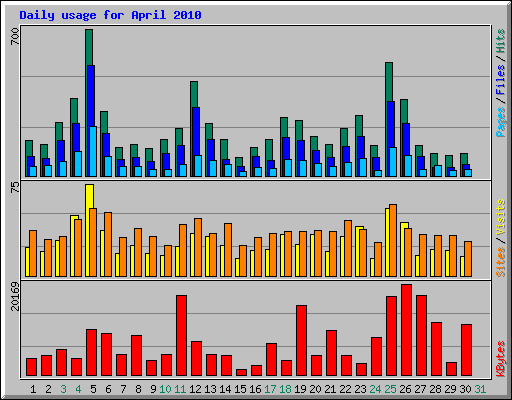 Daily usage for April 2010
700
Pages / Files / Hits
75
Sites / Visits
20169
KBytes
1 2 3 4 5 6 7 8 9 10 11 12 13 14 15 16 17 18 19 20 21 22 23 24 25 26 27 28 29 30 31